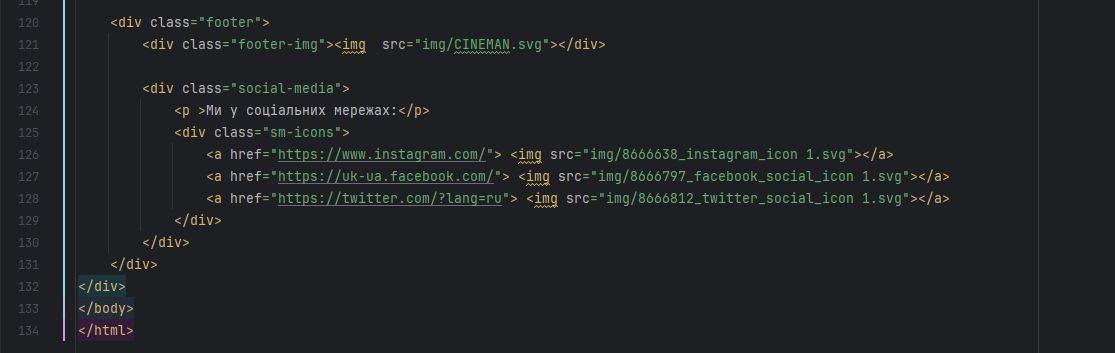 119
120 <div class="footer">
121 <div class="footer-img"><img  src="img/CINEMAN.svg"></div>
122
123 <div class="social-media">
124 <p >Ми у соціальних мережах:</p>
125 <div class="sm-icons">
126 <a href="https://www.instagram.com/"> <img src="img/8666638_instagram_icon 1.svg"></a>
127 <a href="https://uk-ua.facebook.com/"> <img src="img/8666797_facebook_social_icon 1.svg"></a>
128 <a href="https://twitter.com/?lang=ru"> <img src="img/8666812_twitter_social_icon 1.svg"></a>
129 </div>
130 </div>
131 </div>
132 </div>
133 </body>
134 </html>